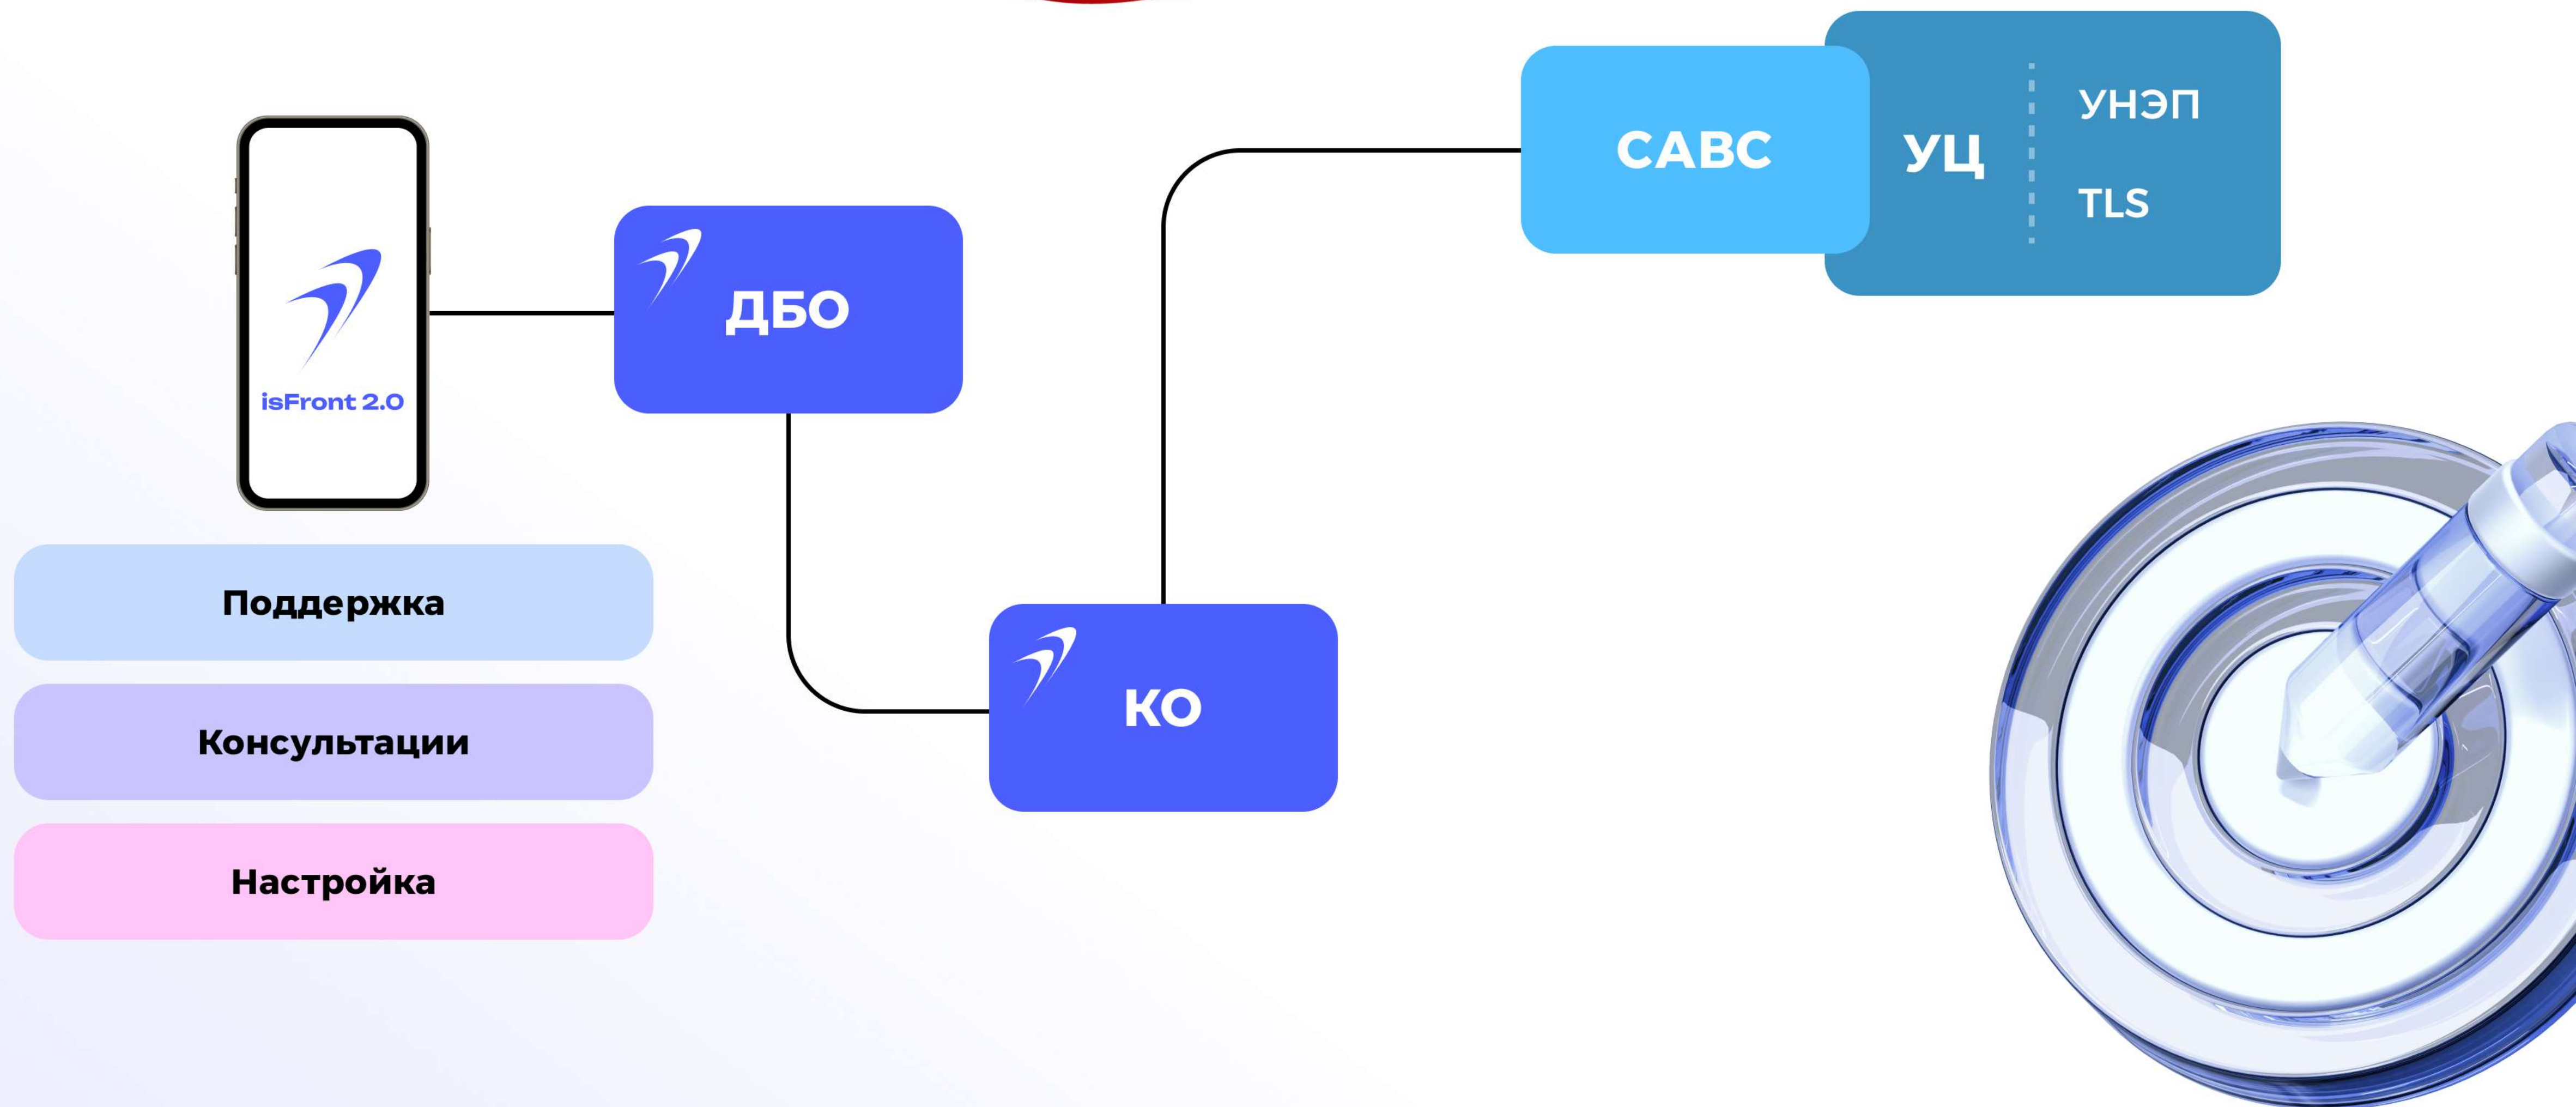 isFront 2.0
ДБО
КО
САВС
УЦ
УНЭП
TLS
Поддержка
Консультации
Настройка